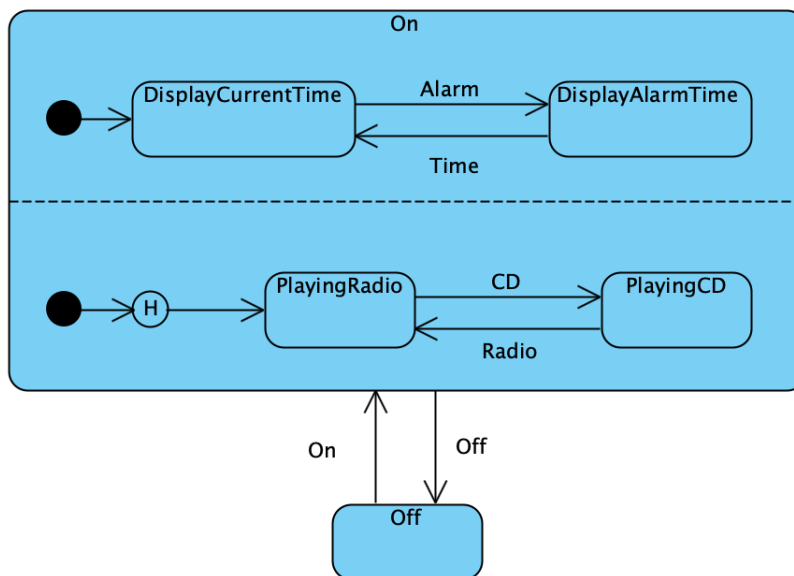 On
DisplayCurrentTime
Alarm
DisplayAlarmTime
Time
H
PlayingRadio
CD
PlayingCD
Radio
On
Off
Off